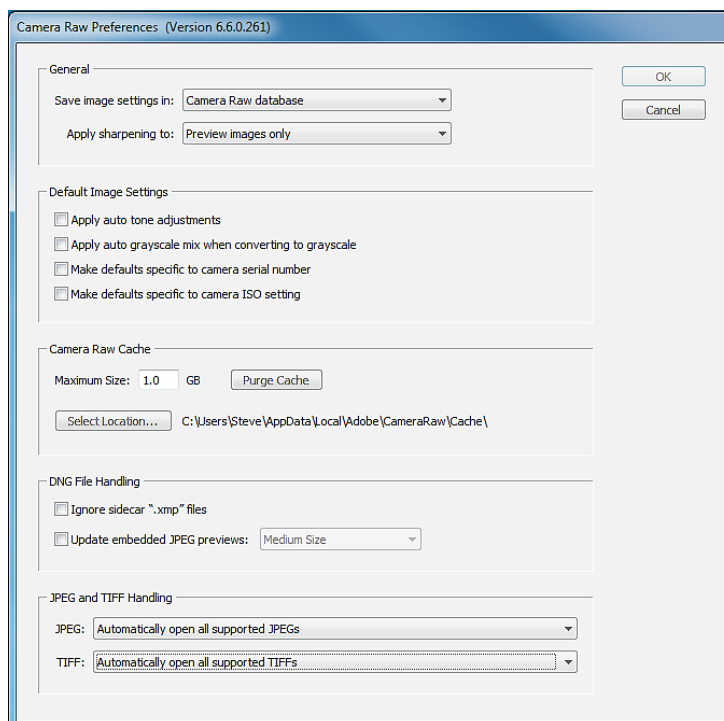 Camera Raw Preferences (Version 6.6.0.261)
General
Save image settings in: Camera Raw database
Apply sharpening to: Preview images only
OK
Cancel
Default Image Settings
Apply auto tone adjustments
Apply auto grayscale mix when converting to grayscale
Make defaults specific to camera serial number
Make defaults specific to camera ISO setting
Camera Raw Cache
Maximum Size: 1.0 GB Purge Cache
Select Location... C:\Users\Steve\AppData\Local\Adobe\CameraRaw\Cache\
DNG File Handling
Ignore sidecar “.xmp” files
Update embedded JPEG previews: Medium Size
JPEG and TIFF Handling
JPEG: Automatically open all supported JPEGs
TIFF: Automatically open all supported TIFFs